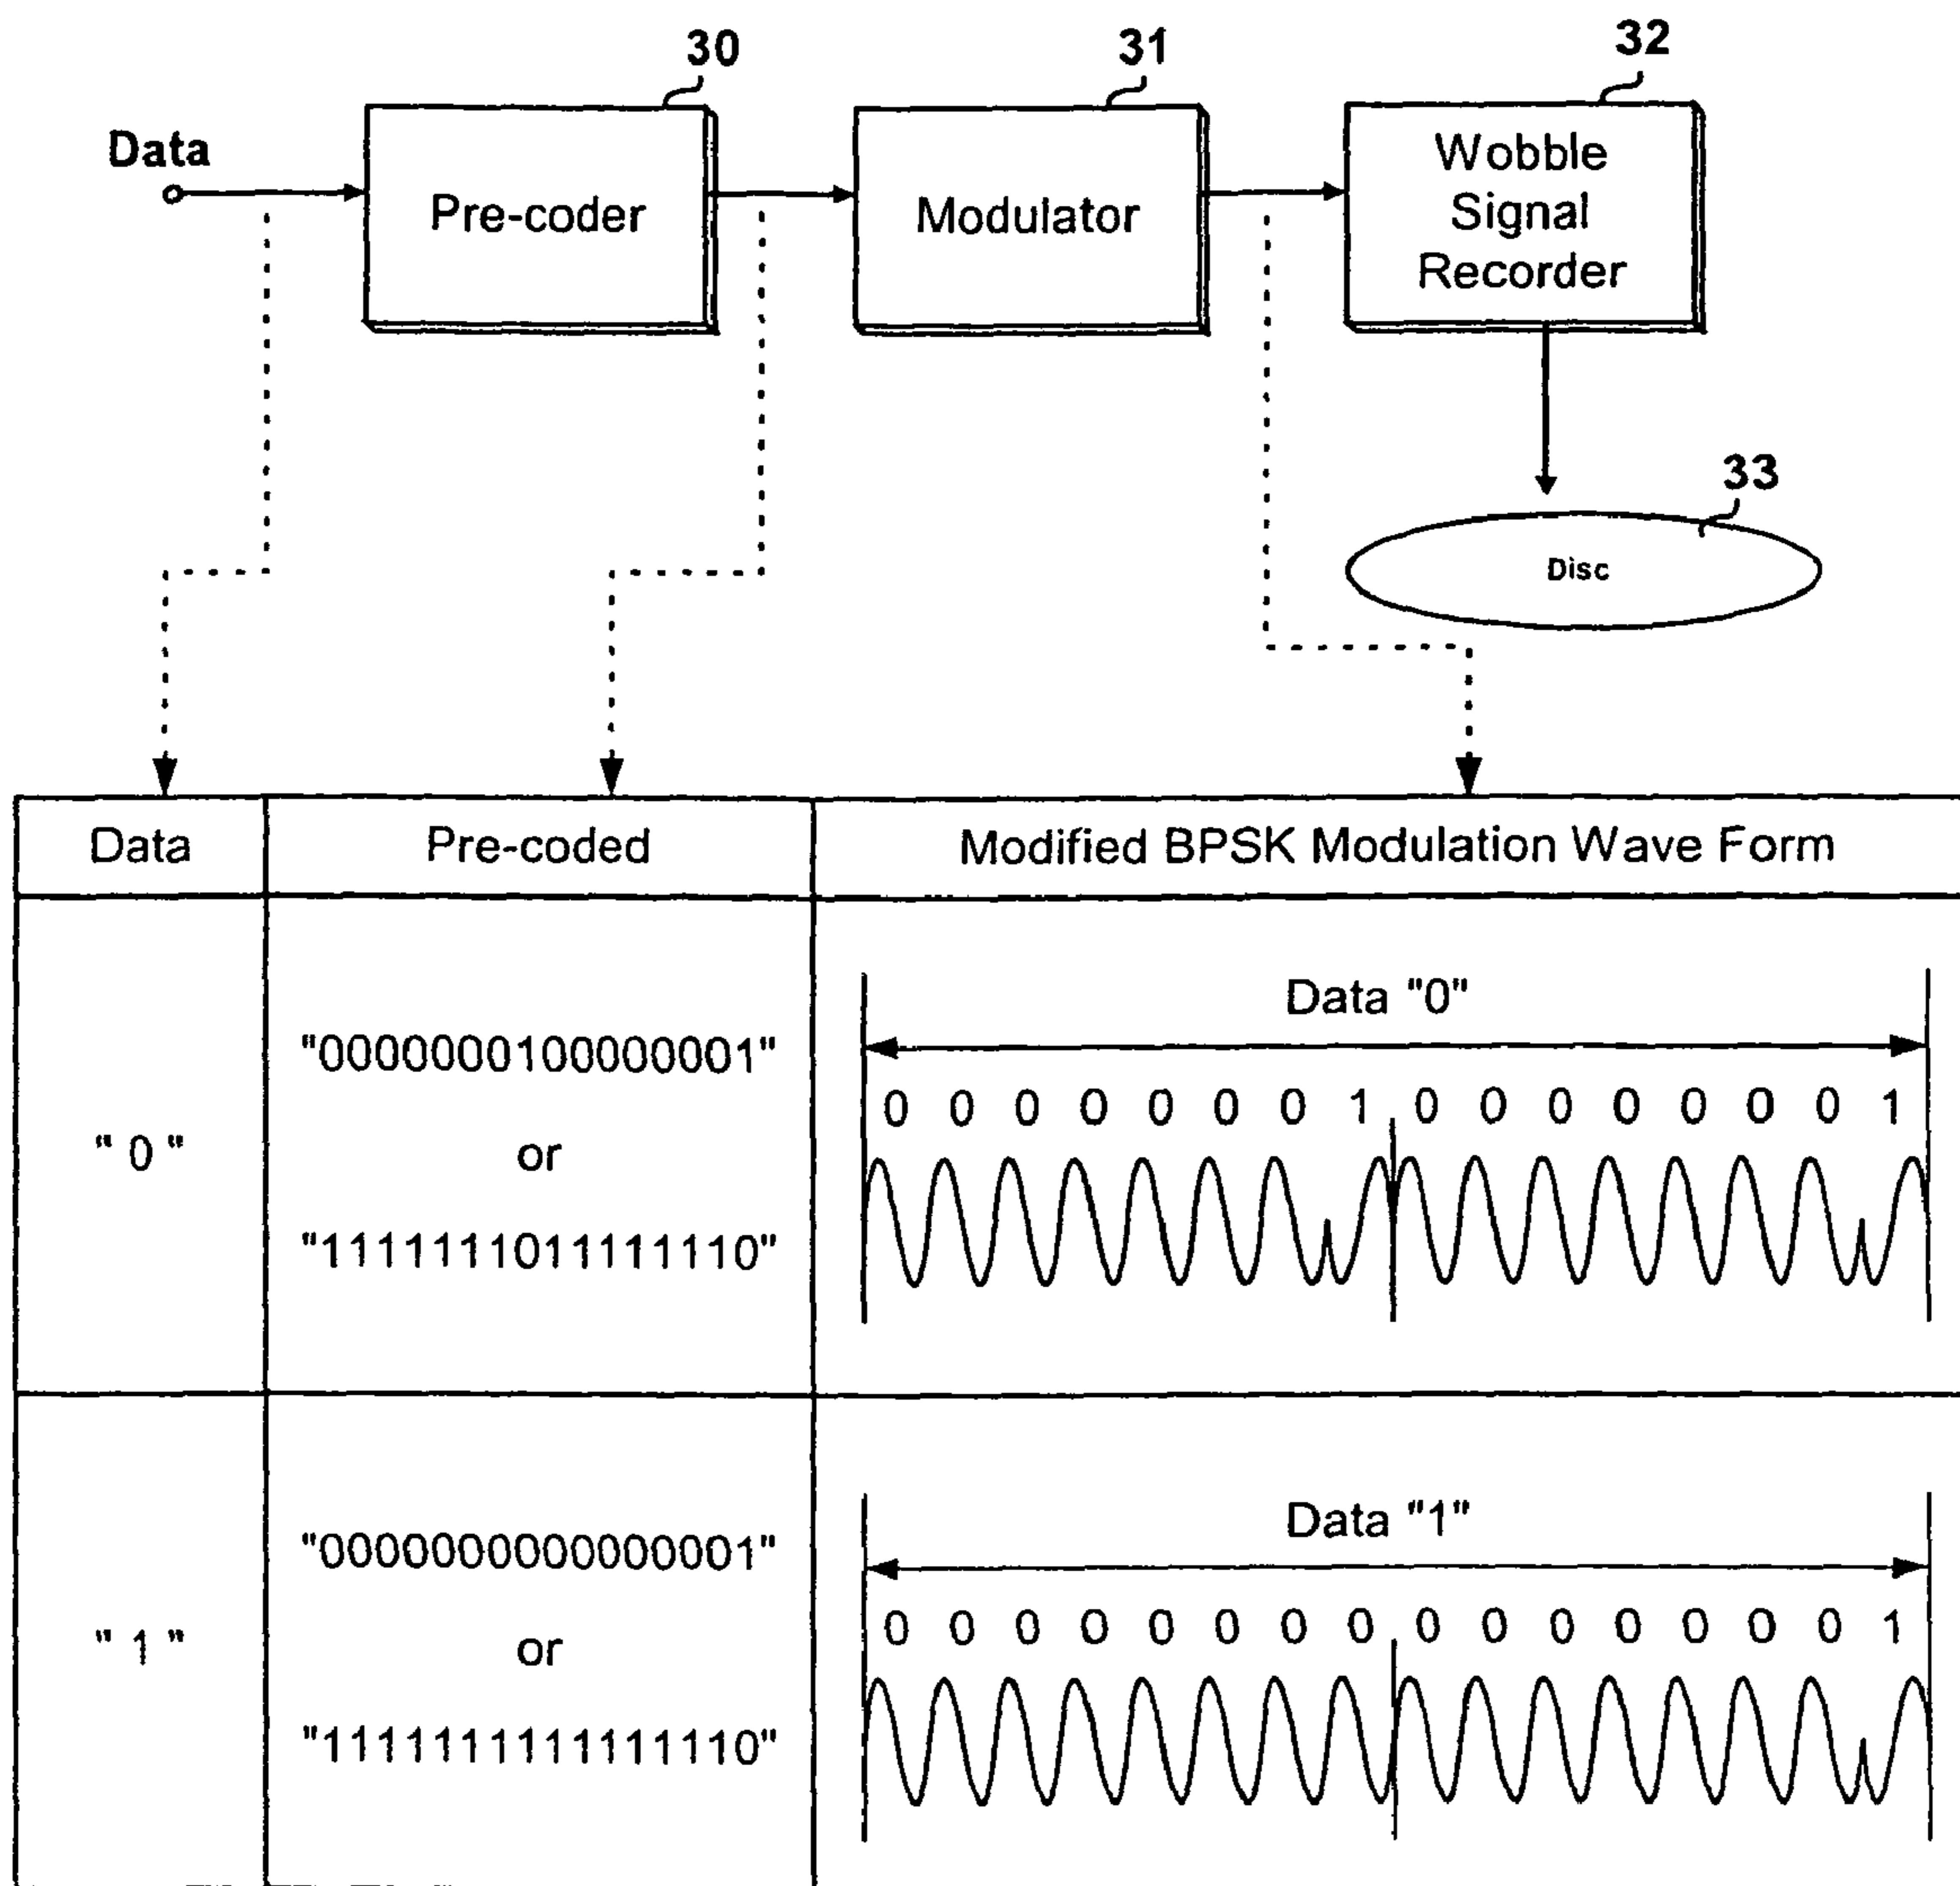 30
31
32
Data
Pre-coder
Modulator
Wobble
Signal
Recorder
33
Disc
Data
Pre-coded
Modified BPSK Modulation Wave Form
" 0 "
"0000000100000001"
or
"1111111011111110"
Data "0"
0 0 0 0 0 0 0 1 0 0 0 0 0 0 0 1
" 1 "
"0000000000000001"
or
"1111111111111110"
Data "1"
0 0 0 0 0 0 0 0 0 0 0 0 0 0 0 1